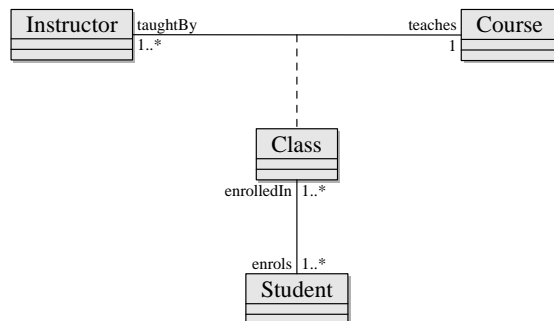 Instructor
taughtBy
1..*
teaches
1
Course
Class
enrolledIn
1..*
enrols
1..*
Student